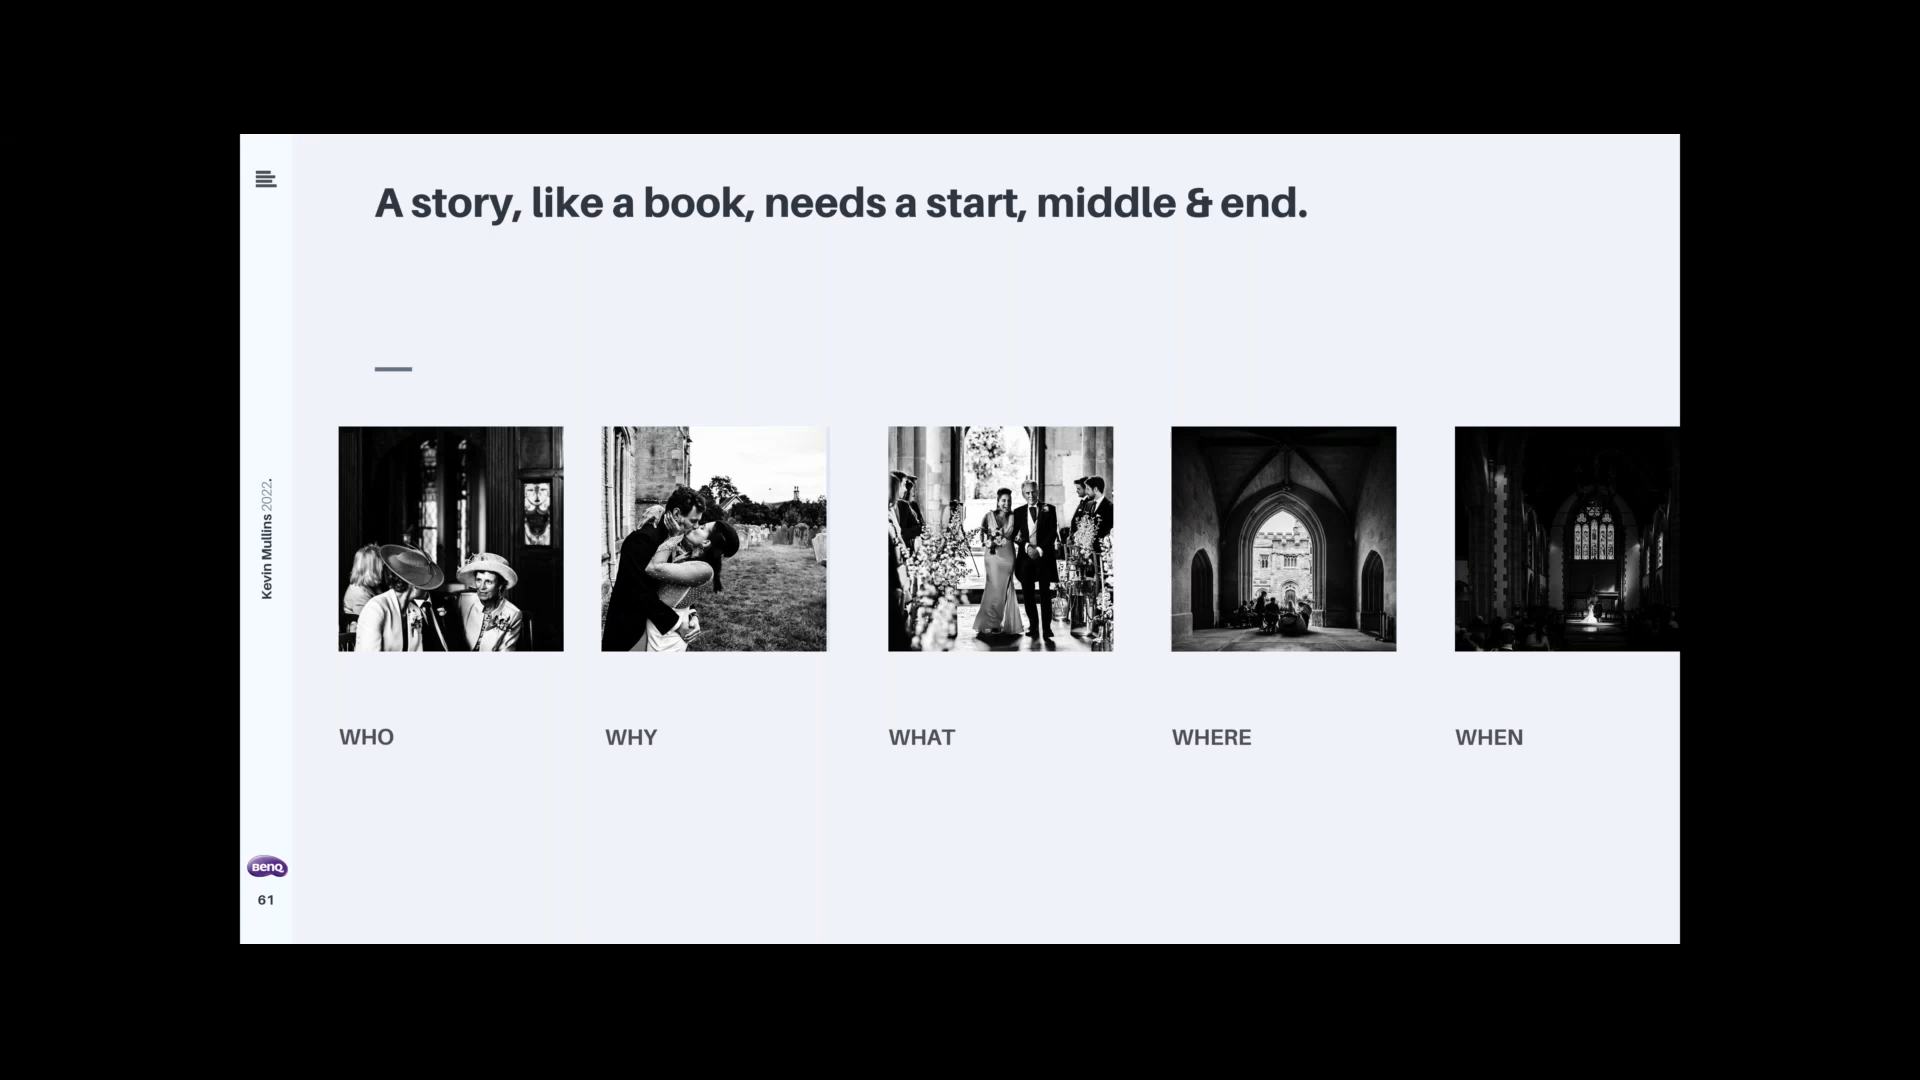 A story, like a book, needs a start, middle & end.
Kevin Mullins 2022.
WHO
WHY
WHAT
WHERE
WHEN
BenQ
61